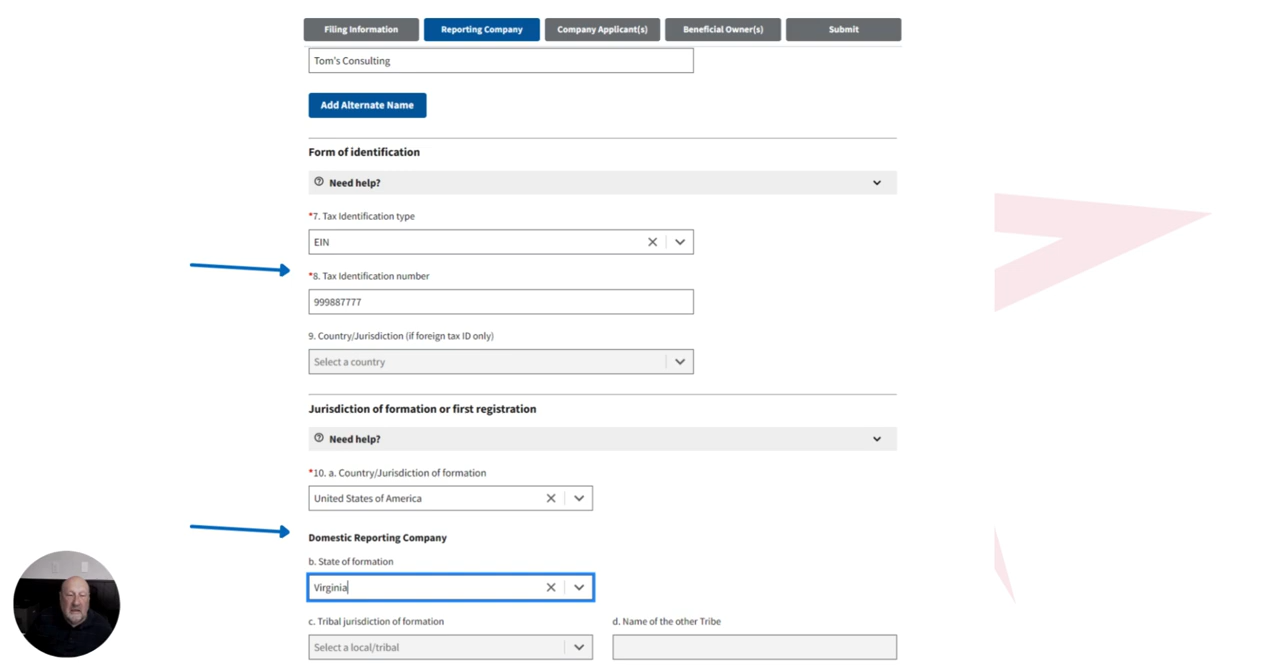 Filing Information
Reporting Company
Company Applicant(s)
Beneficial Owner(s)
Submit
Tom's Consulting
Add Alternate Name
Form of identification
Need help?
*7. Tax Identification type
EIN
*8. Tax Identification number
999887777
9. Country/Jurisdiction (if foreign tax ID only)
Select a country
Jurisdiction of formation or first registration
Need help?
*10. a. Country/Jurisdiction of formation
United States of America
Domestic Reporting Company
b. State of formation
Virginia
c. Tribal jurisdiction of formation
d. Name of the other Tribe
Select a local/tribal